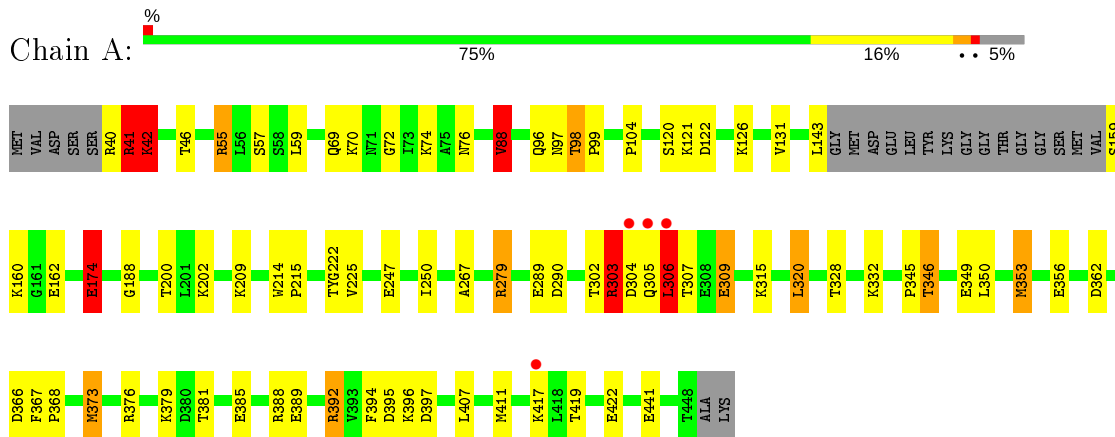 %
Chain A:
75% 16% • • 5%
MET VAL ASP SER SER R40 R41 K42 T46 R55 L56 S57 S58 L59 Q69 K70 N71 G72 I73 K74 A75 N76 V88 Q96 N97 T98 P99 P104 S120 K121 D122 K126 V131 L143 GLY MET ASP GLU LEU TYR LYS GLY GLY THR GLY GLY SER MET VAL S159
K160 G161 E162 E174 G188 T200 L201 K202 K209 W214 P215 TYG222 V225 E247 I250 A267 R279 E289 D290 T302 R303 D304 Q305 L306 T307 E308 E309 K315 L320 T328 K332 P345 T346 E349 L350 M353 E356 D362
D366 F367 P368 M373 R376 K379 D380 T381 E385 R388 E389 R392 V393 F394 D395 K396 D397 L407 M411 K417 L418 T419 E422 E441 T448 ALA LYS